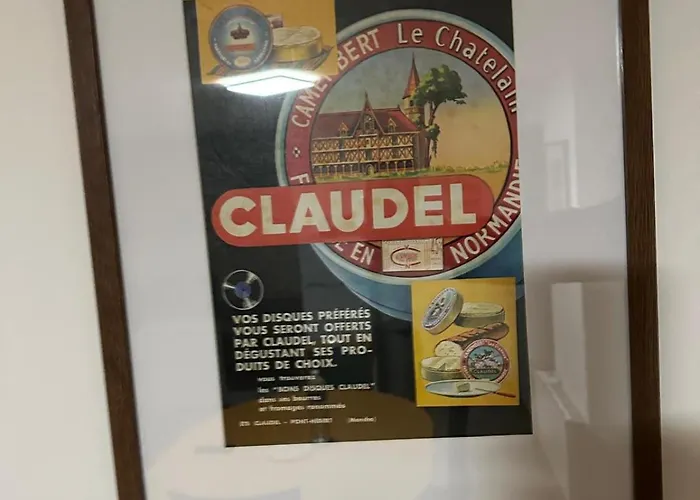 CAMEMBERT Le Chatelain
CLAUDEL
EN NORMANDIE
VOS DISQUES PRÉFÉRÉS
VOUS SERONT OFFERTS
PAR CLAUDEL, TOUT EN
DÉGUSTANT SES PRO-
DUITS DE CHOIX.
vous trouverez
les "BONS DISQUES CLAUDEL"
dans ses beurres
et fromages renommés
CLAUDEL - PONT-HÉBERT (Manche)
CLAUDEL